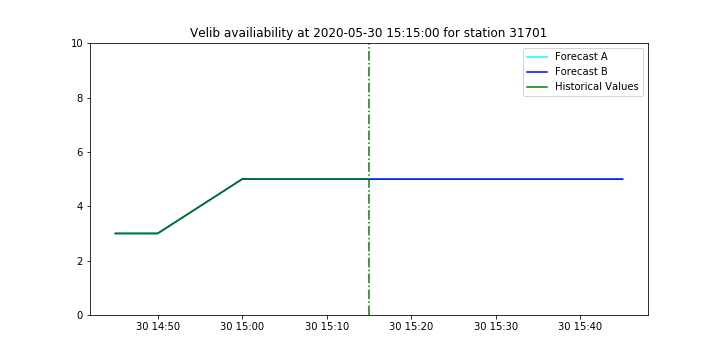 Velib availiability at 2020-05-30 15:15:00 for station 31701
10
8
6
4
2
0
Forecast A
Forecast B
Historical Values
30 14:50 30 15:00 30 15:10 30 15:20 30 15:30 30 15:40